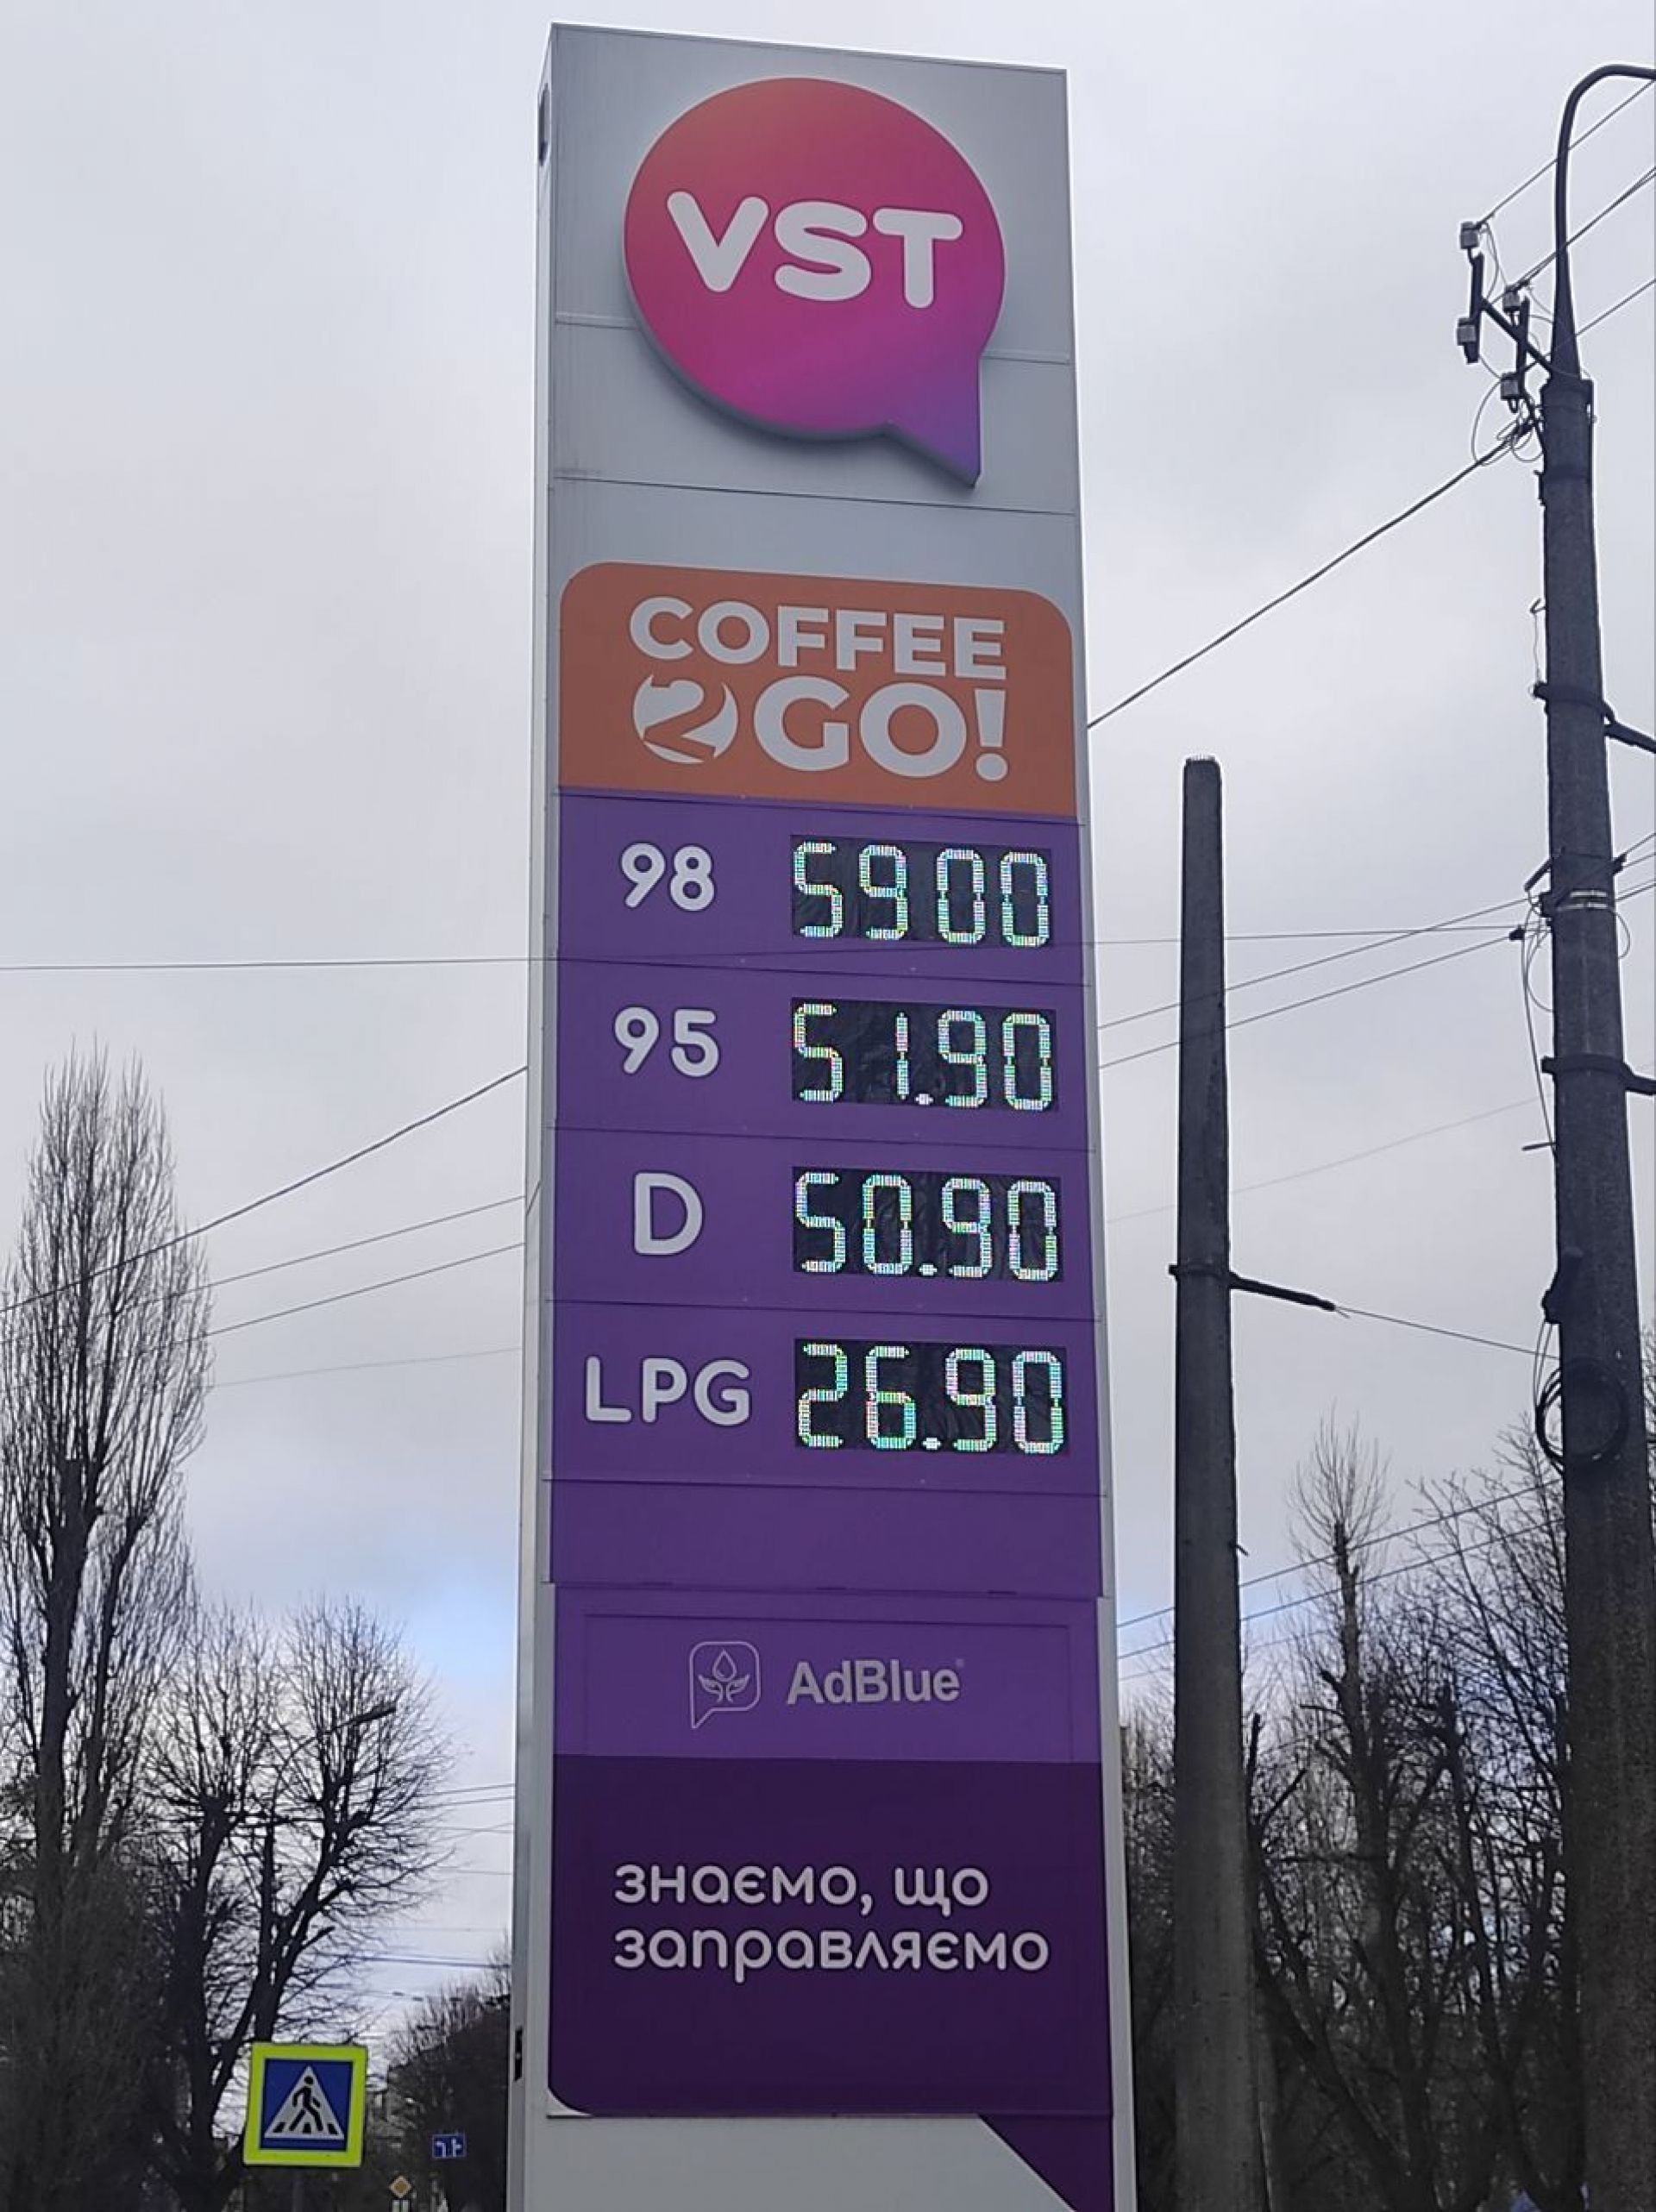 VST
COFFEE
2GO!
98 59.00
95 51.90
D 50.90
LPG 26.90
AdBlue®
знаємо, що
заправляємо